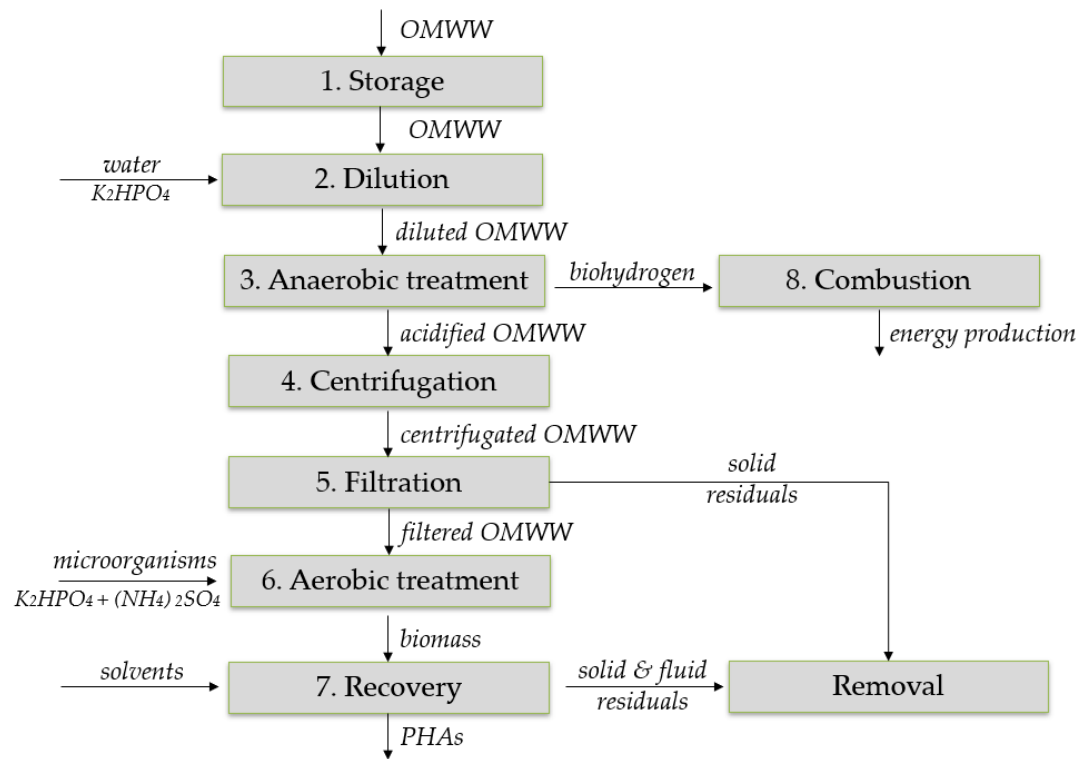 OMWW
1. Storage
OMWW
water
K2HPO4
2. Dilution
diluted OMWW
3. Anaerobic treatment
biohydrogen
8. Combustion
acidified OMWW
energy production
4. Centrifugation
centrifugated OMWW
5. Filtration
solid
residuals
filtered OMWW
microorganisms
K2HPO4 + (NH4) 2SO4
6. Aerobic treatment
biomass
solvents
7. Recovery
solid & fluid
residuals
Removal
PHAs